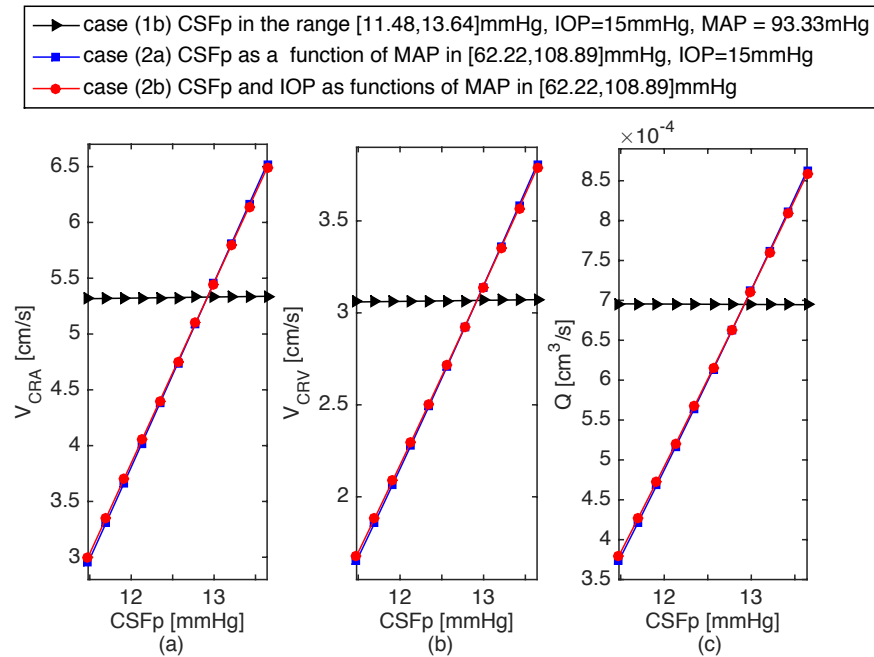 case (1b) CSFp in the range [11.48,13.64]mmHg, IOP=15mmHg, MAP = 93.33mHg
case (2a) CSFp as a function of MAP in [62.22,108.89]mmHg, IOP=15mmHg
case (2b) CSFp and IOP as functions of MAP in [62.22,108.89]mmHg
6.5
6
5.5
5
4.5
4
3.5
3
V_CRA [cm/s]
12
13
CSFp [mmHg]
(a)
3.5
3
2.5
2
V_CRV [cm/s]
12
13
CSFp [mmHg]
(b)
×10^-4
8.5
8
7.5
7
6.5
6
5.5
5
4.5
4
3.5
Q [cm^3/s]
12
13
CSFp [mmHg]
(c)